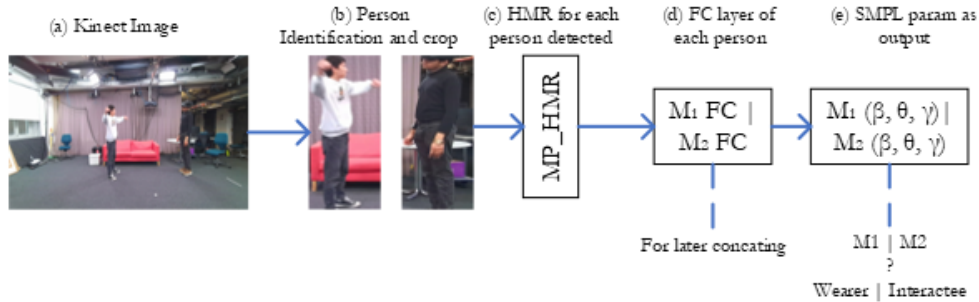 (a) Kinect Image
(b) Person
Identification and crop
(c) HMR for each
person detected
(d) FC layer of
each person
(e) SMPL param as
output
MP_HMR
M1 FC |
M2 FC
M1 (β, θ, γ) |
M2 (β, θ, γ)
For later concating
M1 | M2
?
Wearer | Interactee